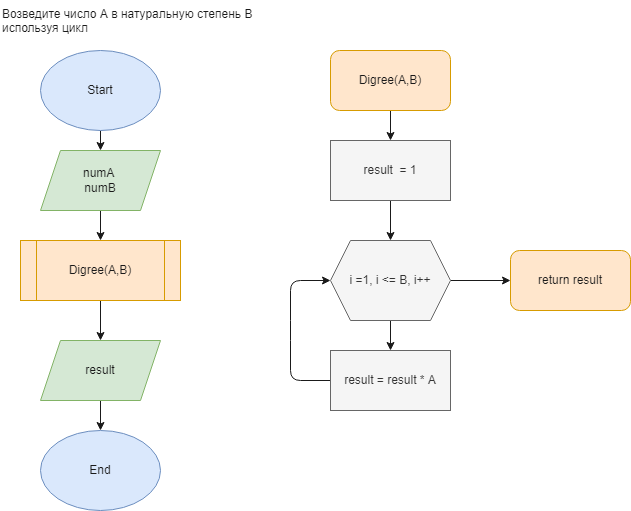 Возведите число А в натуральную степень В
используя цикл
Start
numA
numB
Digree(A,B)
result
End
Digree(A,B)
result  = 1
i =1, i <= B, i++
return result
result = result * A